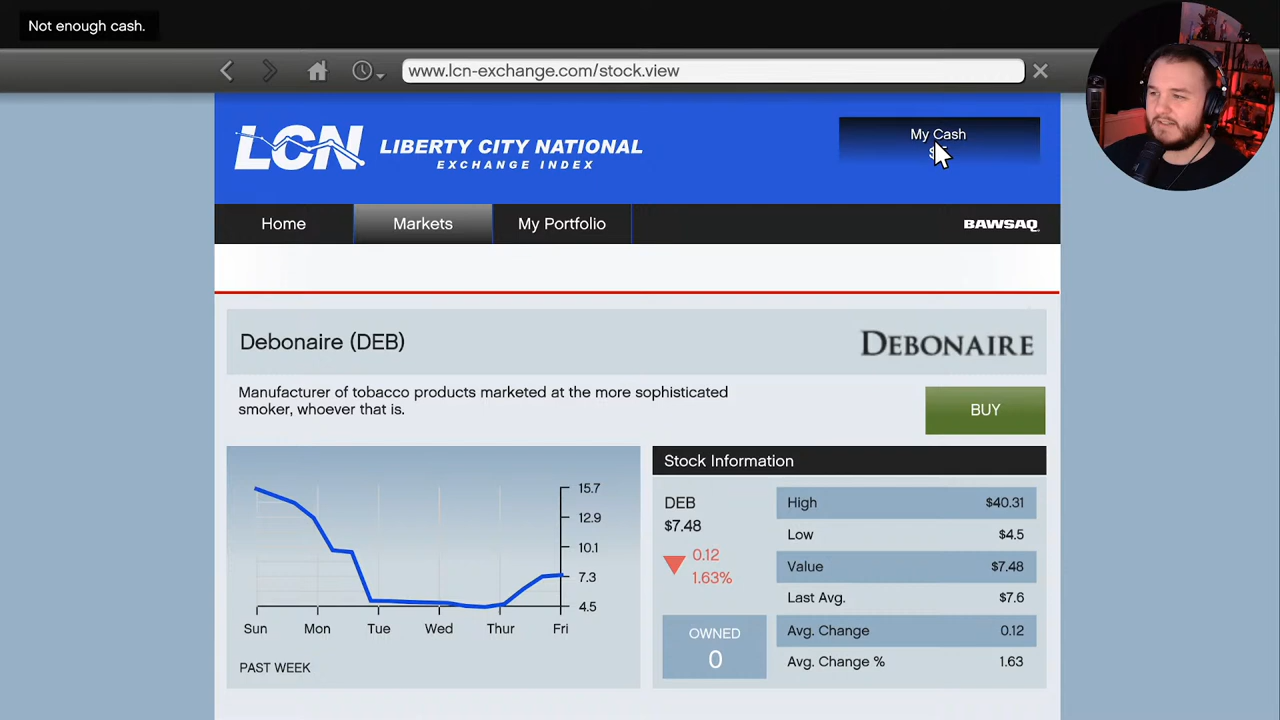 Not enough cash.
www.lcn-exchange.com/stock.view
LCN LIBERTY CITY NATIONAL
EXCHANGE INDEX
My Cash
Home
Markets
My Portfolio
BAWSAQ
Debonaire (DEB)
DEBONAIRE
Manufacturer of tobacco products marketed at the more sophisticated
smoker, whoever that is.
BUY
15.7
12.9
10.1
7.3
4.5
Sun Mon Tue Wed Thur Fri
PAST WEEK
Stock Information
DEB
$7.48
0.12
1.63%
OWNED
0
High $40.31
Low $4.5
Value $7.48
Last Avg. $7.6
Avg. Change 0.12
Avg. Change % 1.63